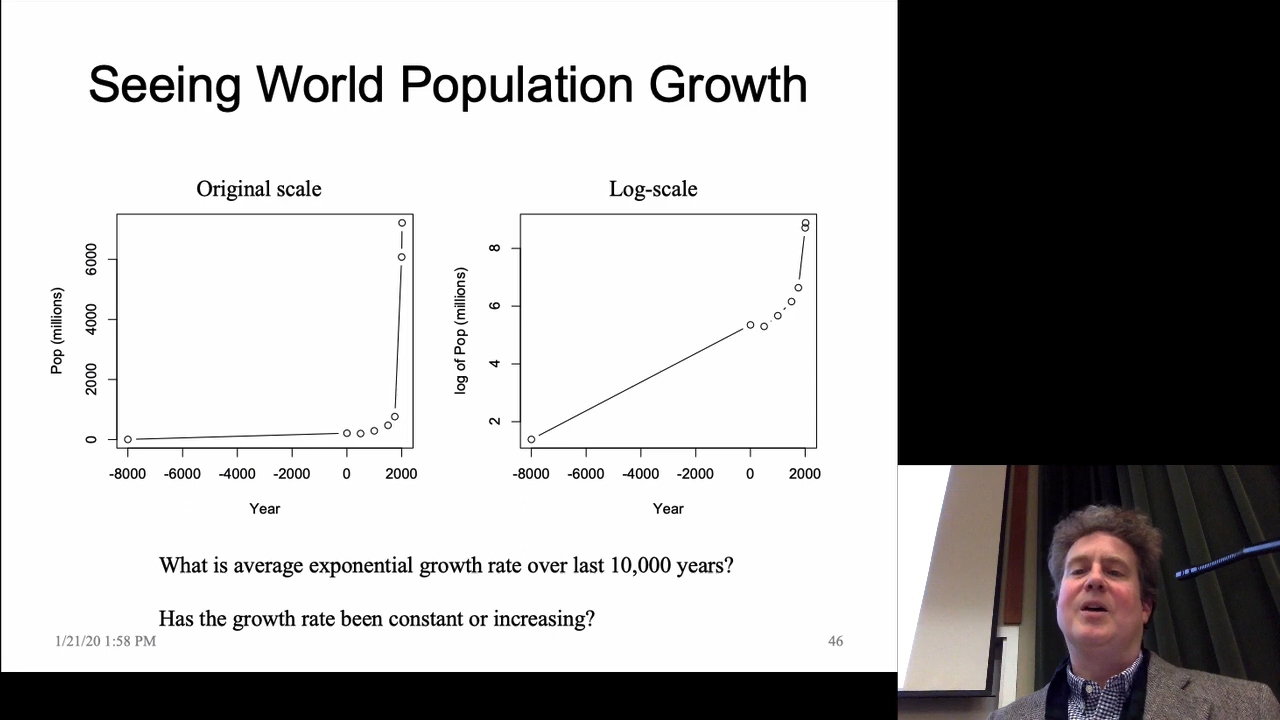 Seeing World Population Growth
Original scale
Pop (millions)
6000
4000
2000
0
-8000 -6000 -4000 -2000 0 2000
Year
Log-scale
log of Pop (millions)
8
6
4
2
-8000 -6000 -4000 -2000 0 2000
Year
What is average exponential growth rate over last 10,000 years?
Has the growth rate been constant or increasing?
1/21/20 1:58 PM
46